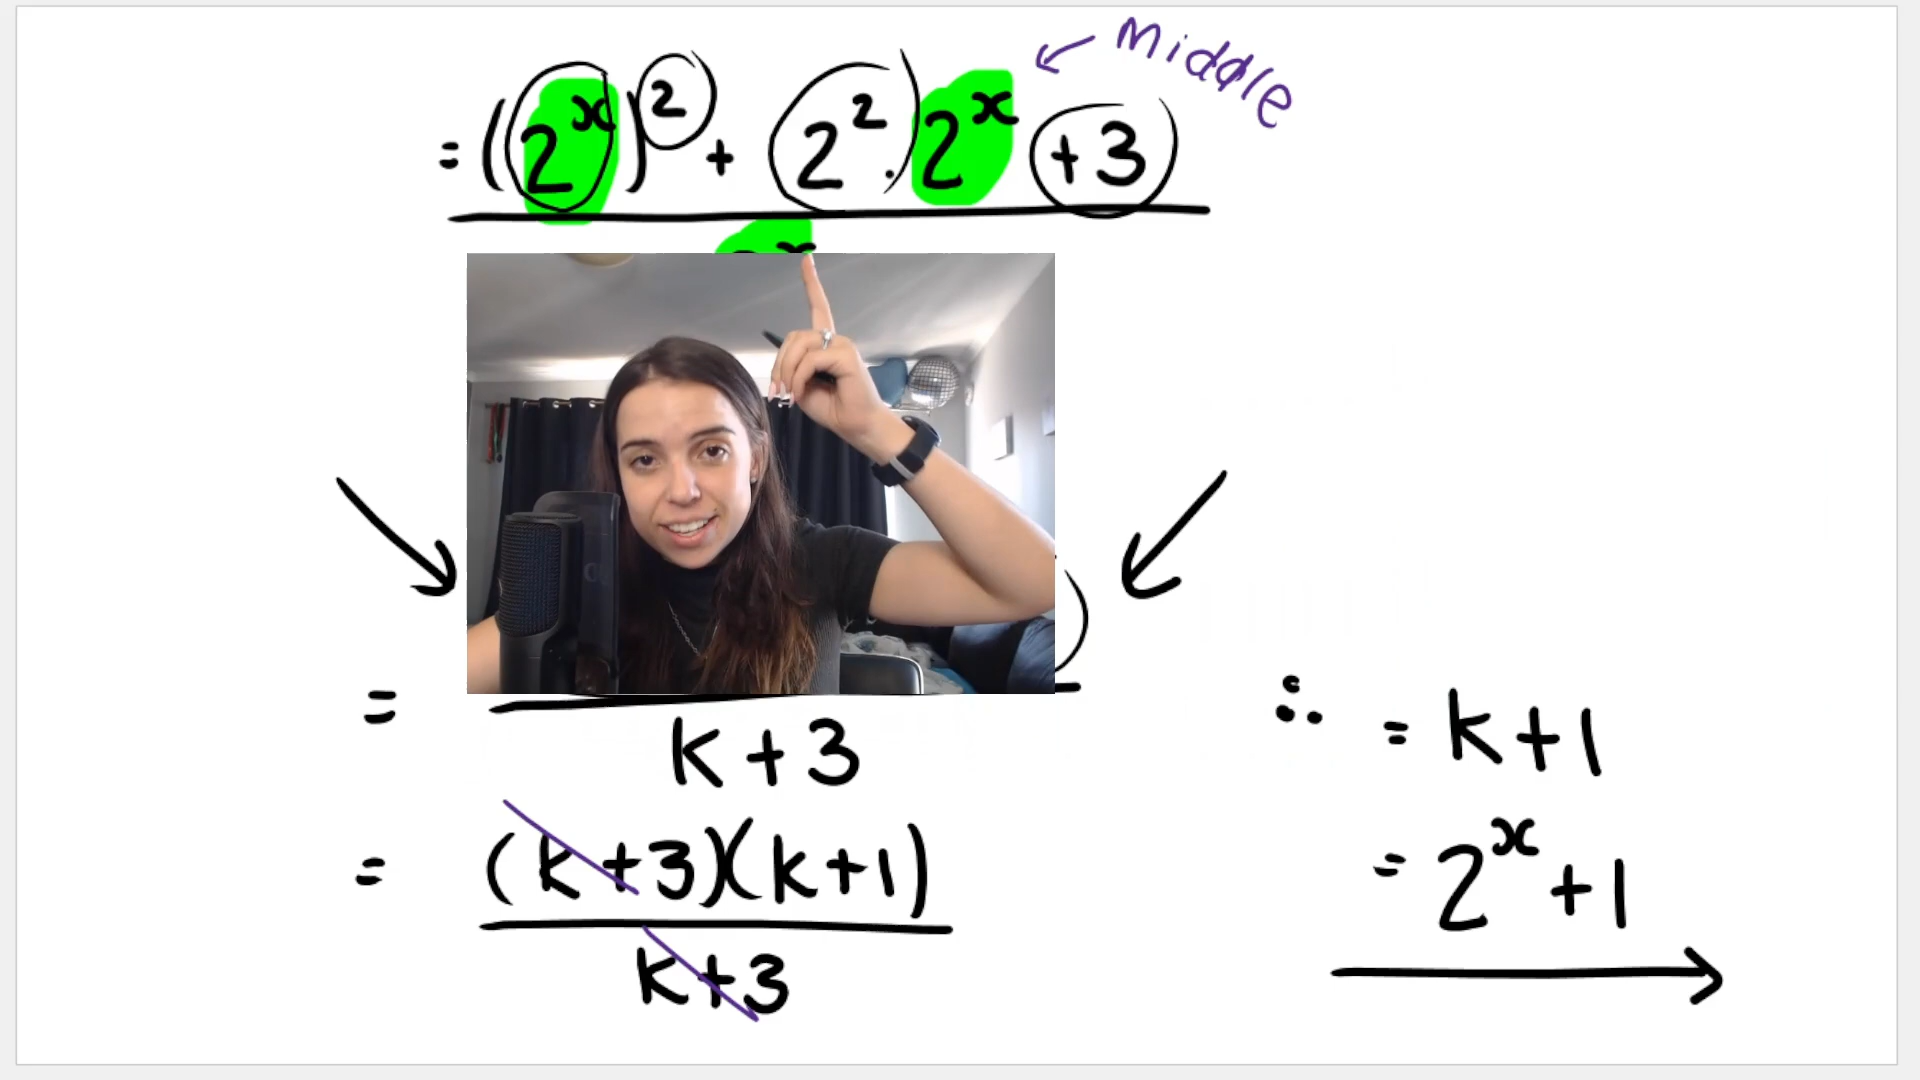 Middle
= ((2^x)^2 + (2^2 .) 2^x + 3)
x
)
=
k + 3
= (k + 3)(k + 1)
k + 3
∴ = k + 1
= 2^x + 1